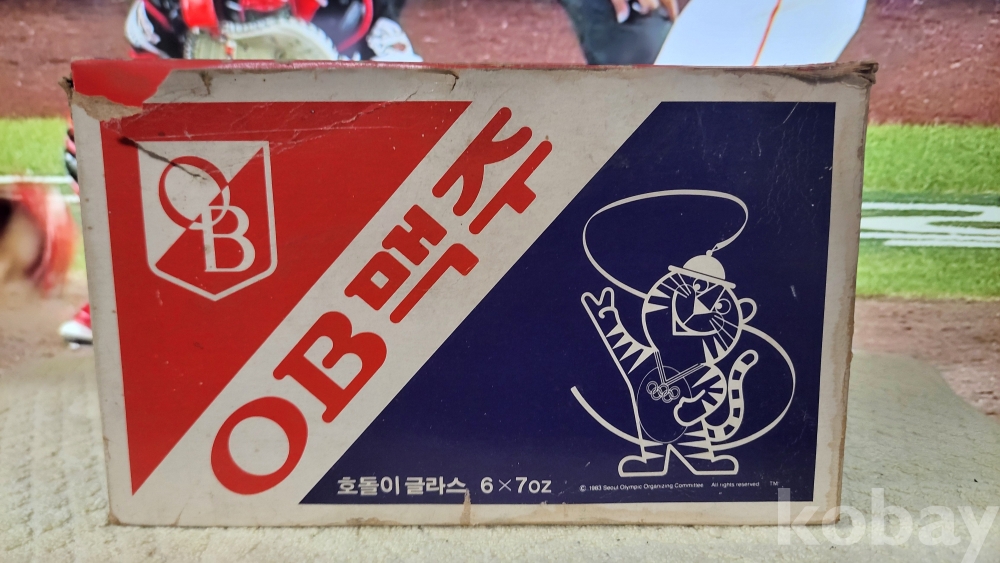 OB
OB맥주
호돌이 글라스 6×7oz
© 1983 Seoul Olympic Organizing Committee All rights reserved TM
kobay